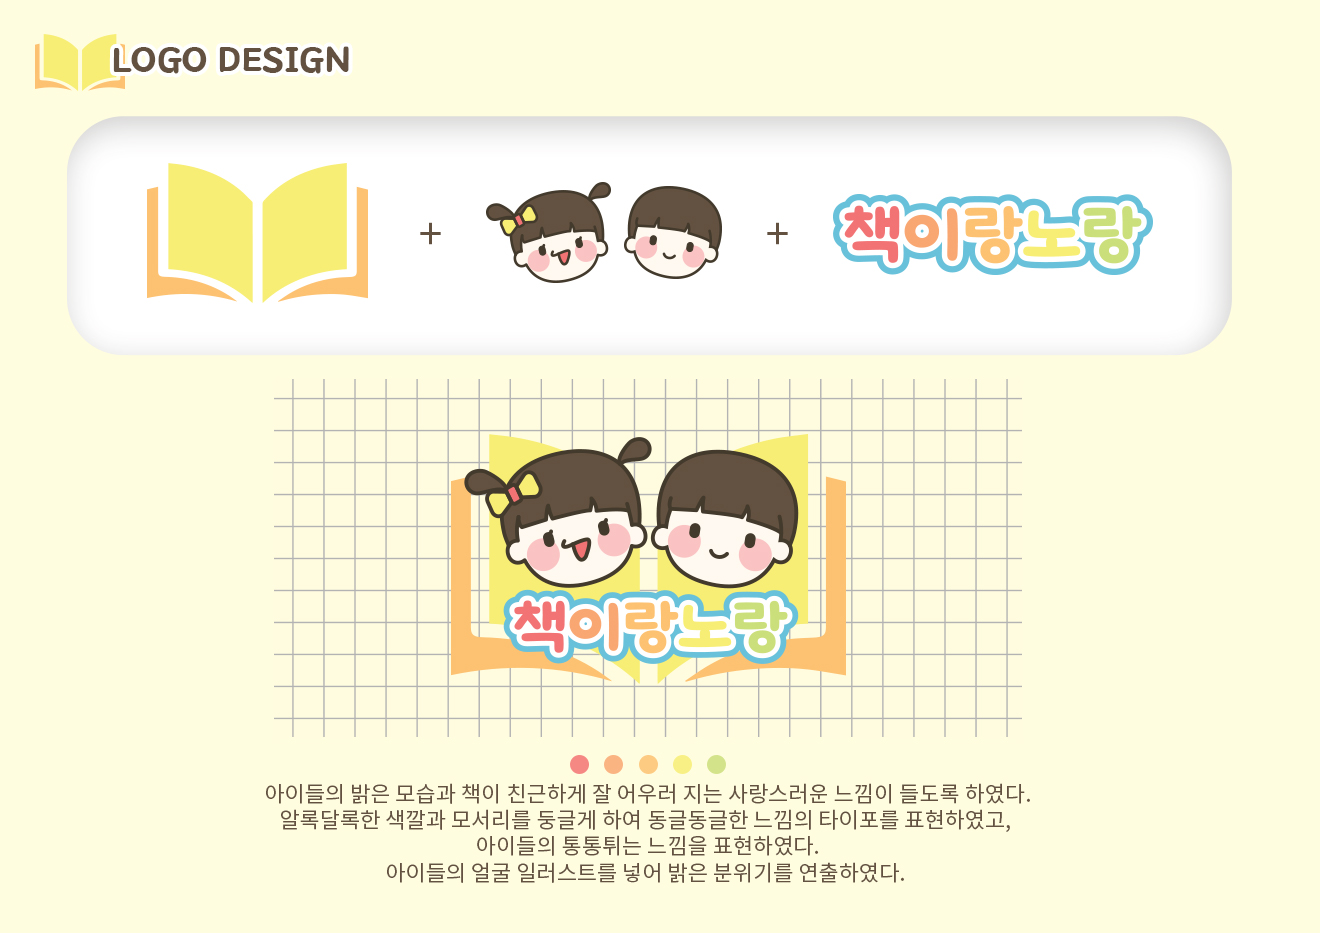 LOGO DESIGN
+ + 책이랑노랑
책이랑노랑
아이들의 밝은 모습과 책이 친근하게 잘 어우러 지는 사랑스러운 느낌이 들도록 하였다.
알록달록한 색깔과 모서리를 둥글게 하여 동글동글한 느낌의 타이포를 표현하였고,
아이들의 통통튀는 느낌을 표현하였다.
아이들의 얼굴 일러스트를 넣어 밝은 분위기를 연출하였다.